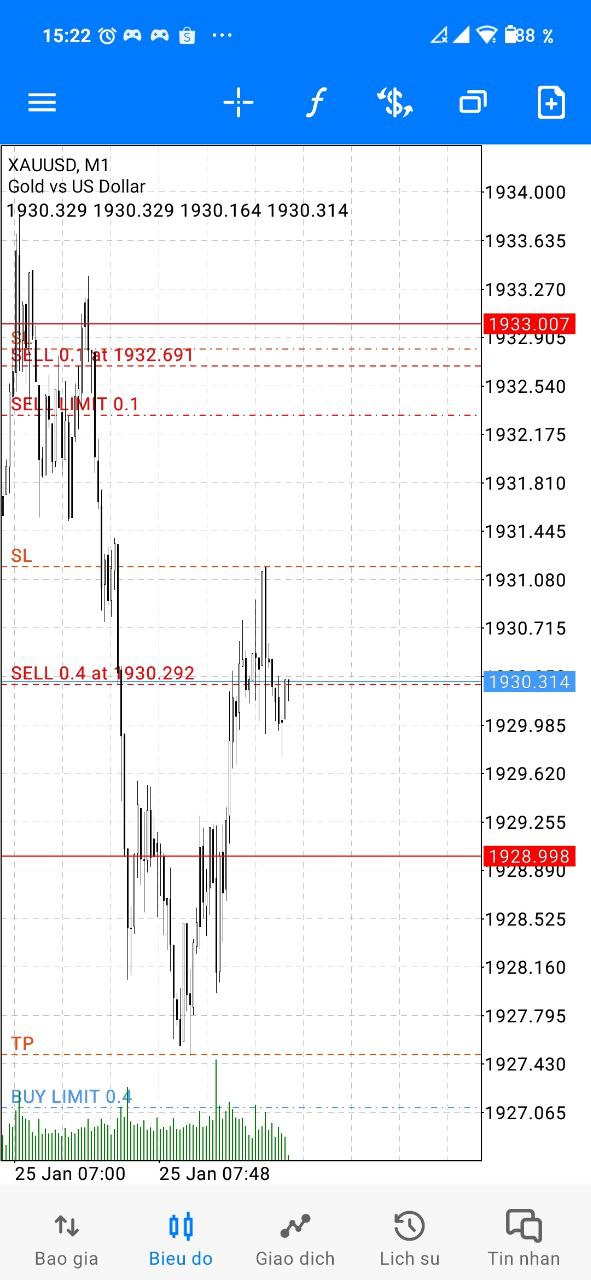 15:22 ··· 88 %
XAUUSD, M1
Gold vs US Dollar
1930.329 1930.329 1930.164 1930.314
1934.000
1933.635
1933.270
1933.007
SL
1932.905
SELL 0.1 at 1932.691
1932.540
SELL LIMIT 0.1
1932.175
1931.810
1931.445
SL
1931.080
1930.715
SELL 0.4 at 1930.292
1930.314
1929.985
1929.620
1929.255
1928.998
1928.890
1928.525
1928.160
1927.795
TP
1927.430
BUY LIMIT 0.4
1927.065
25 Jan 07:00 25 Jan 07:48
Bao gia Bieu do Giao dich Lich su Tin nhan